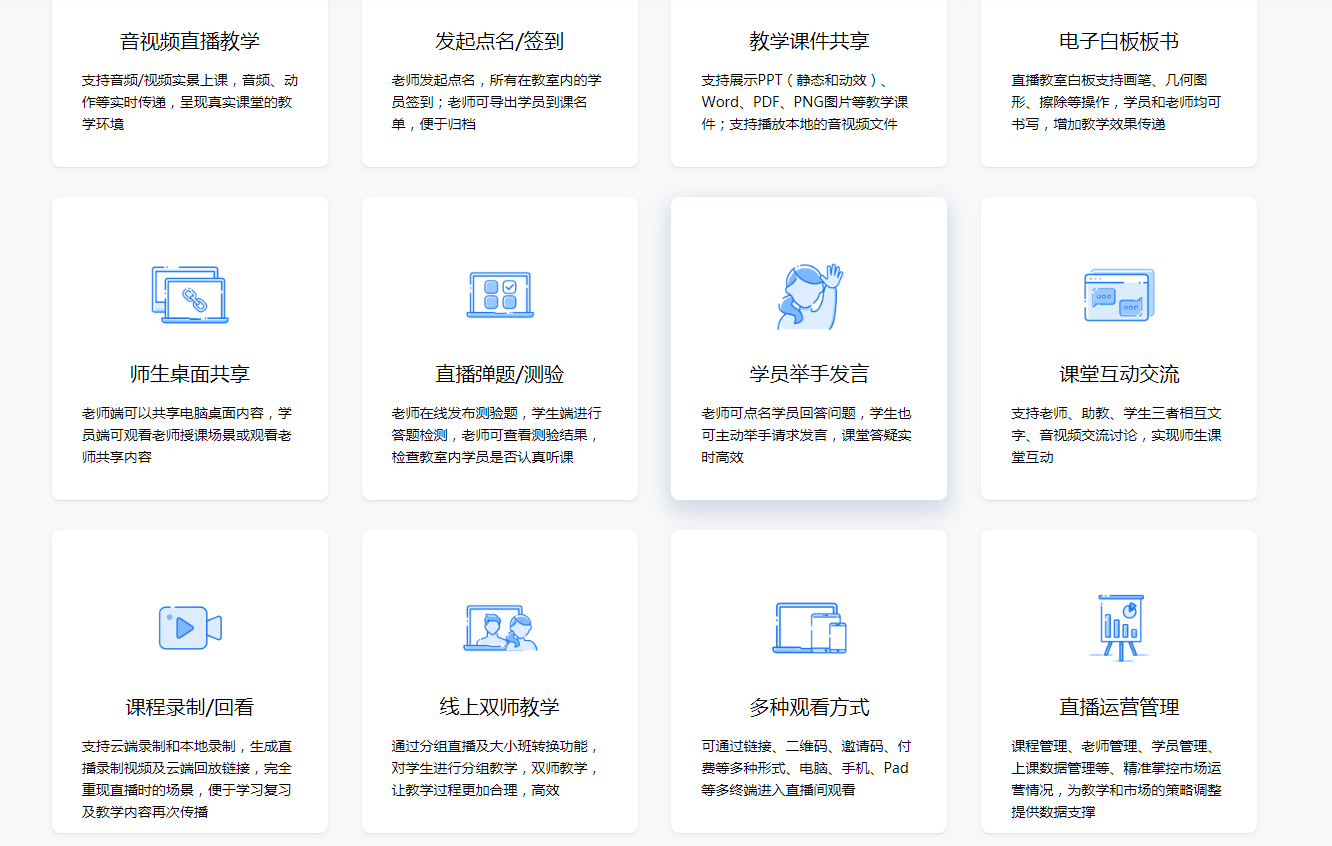 音视频直播教学
支持音频/视频实景上课，音频、动
作等实时传递，呈现真实课堂的教
学环境
发起点名/签到
老师发起点名，所有在教室内的学
员签到；老师可导出学员到课名
单，便于归档
教学课件共享
支持展示PPT（静态和动效）、
Word、PDF、PNG图片等教学课
件；支持播放本地的音视频文件
电子白板板书
直播教室白板支持画笔、几何图
形、擦除等操作，学员和老师均可
书写，增加教学效果传递
师生桌面共享
老师端可以共享电脑桌面内容，学
员端可观看老师授课场景或观看老
师共享内容
直播弹题/测验
老师在线发布测验题，学生端进行
答题检测，老师可查看测验结果，
检查教室内学员是否认真听课
学员举手发言
老师可点名学员回答问题，学生也
可主动举手请求发言，课堂答疑实
时高效
课堂互动交流
支持老师、助教、学生三者相互文
字、音视频交流讨论，实现师生课
堂互动
课程录制/回看
支持云端录制和本地录制，生成直
播录制视频及云端回放链接，完全
重现直播时的场景，便于学习复习
及教学内容再次传播
线上双师教学
通过分组直播及大小班转换功能，
对学生进行分组教学，双师教学，
让教学过程更加合理，高效
多种观看方式
可通过链接、二维码、邀请码、付
费等多种形式、电脑、手机、Pad
等多终端进入直播间观看
直播运营管理
课程管理、老师管理、学员管理、
上课数据管理等、精准掌控市场运
营情况，为教学和市场的策略调整
提供数据支撑